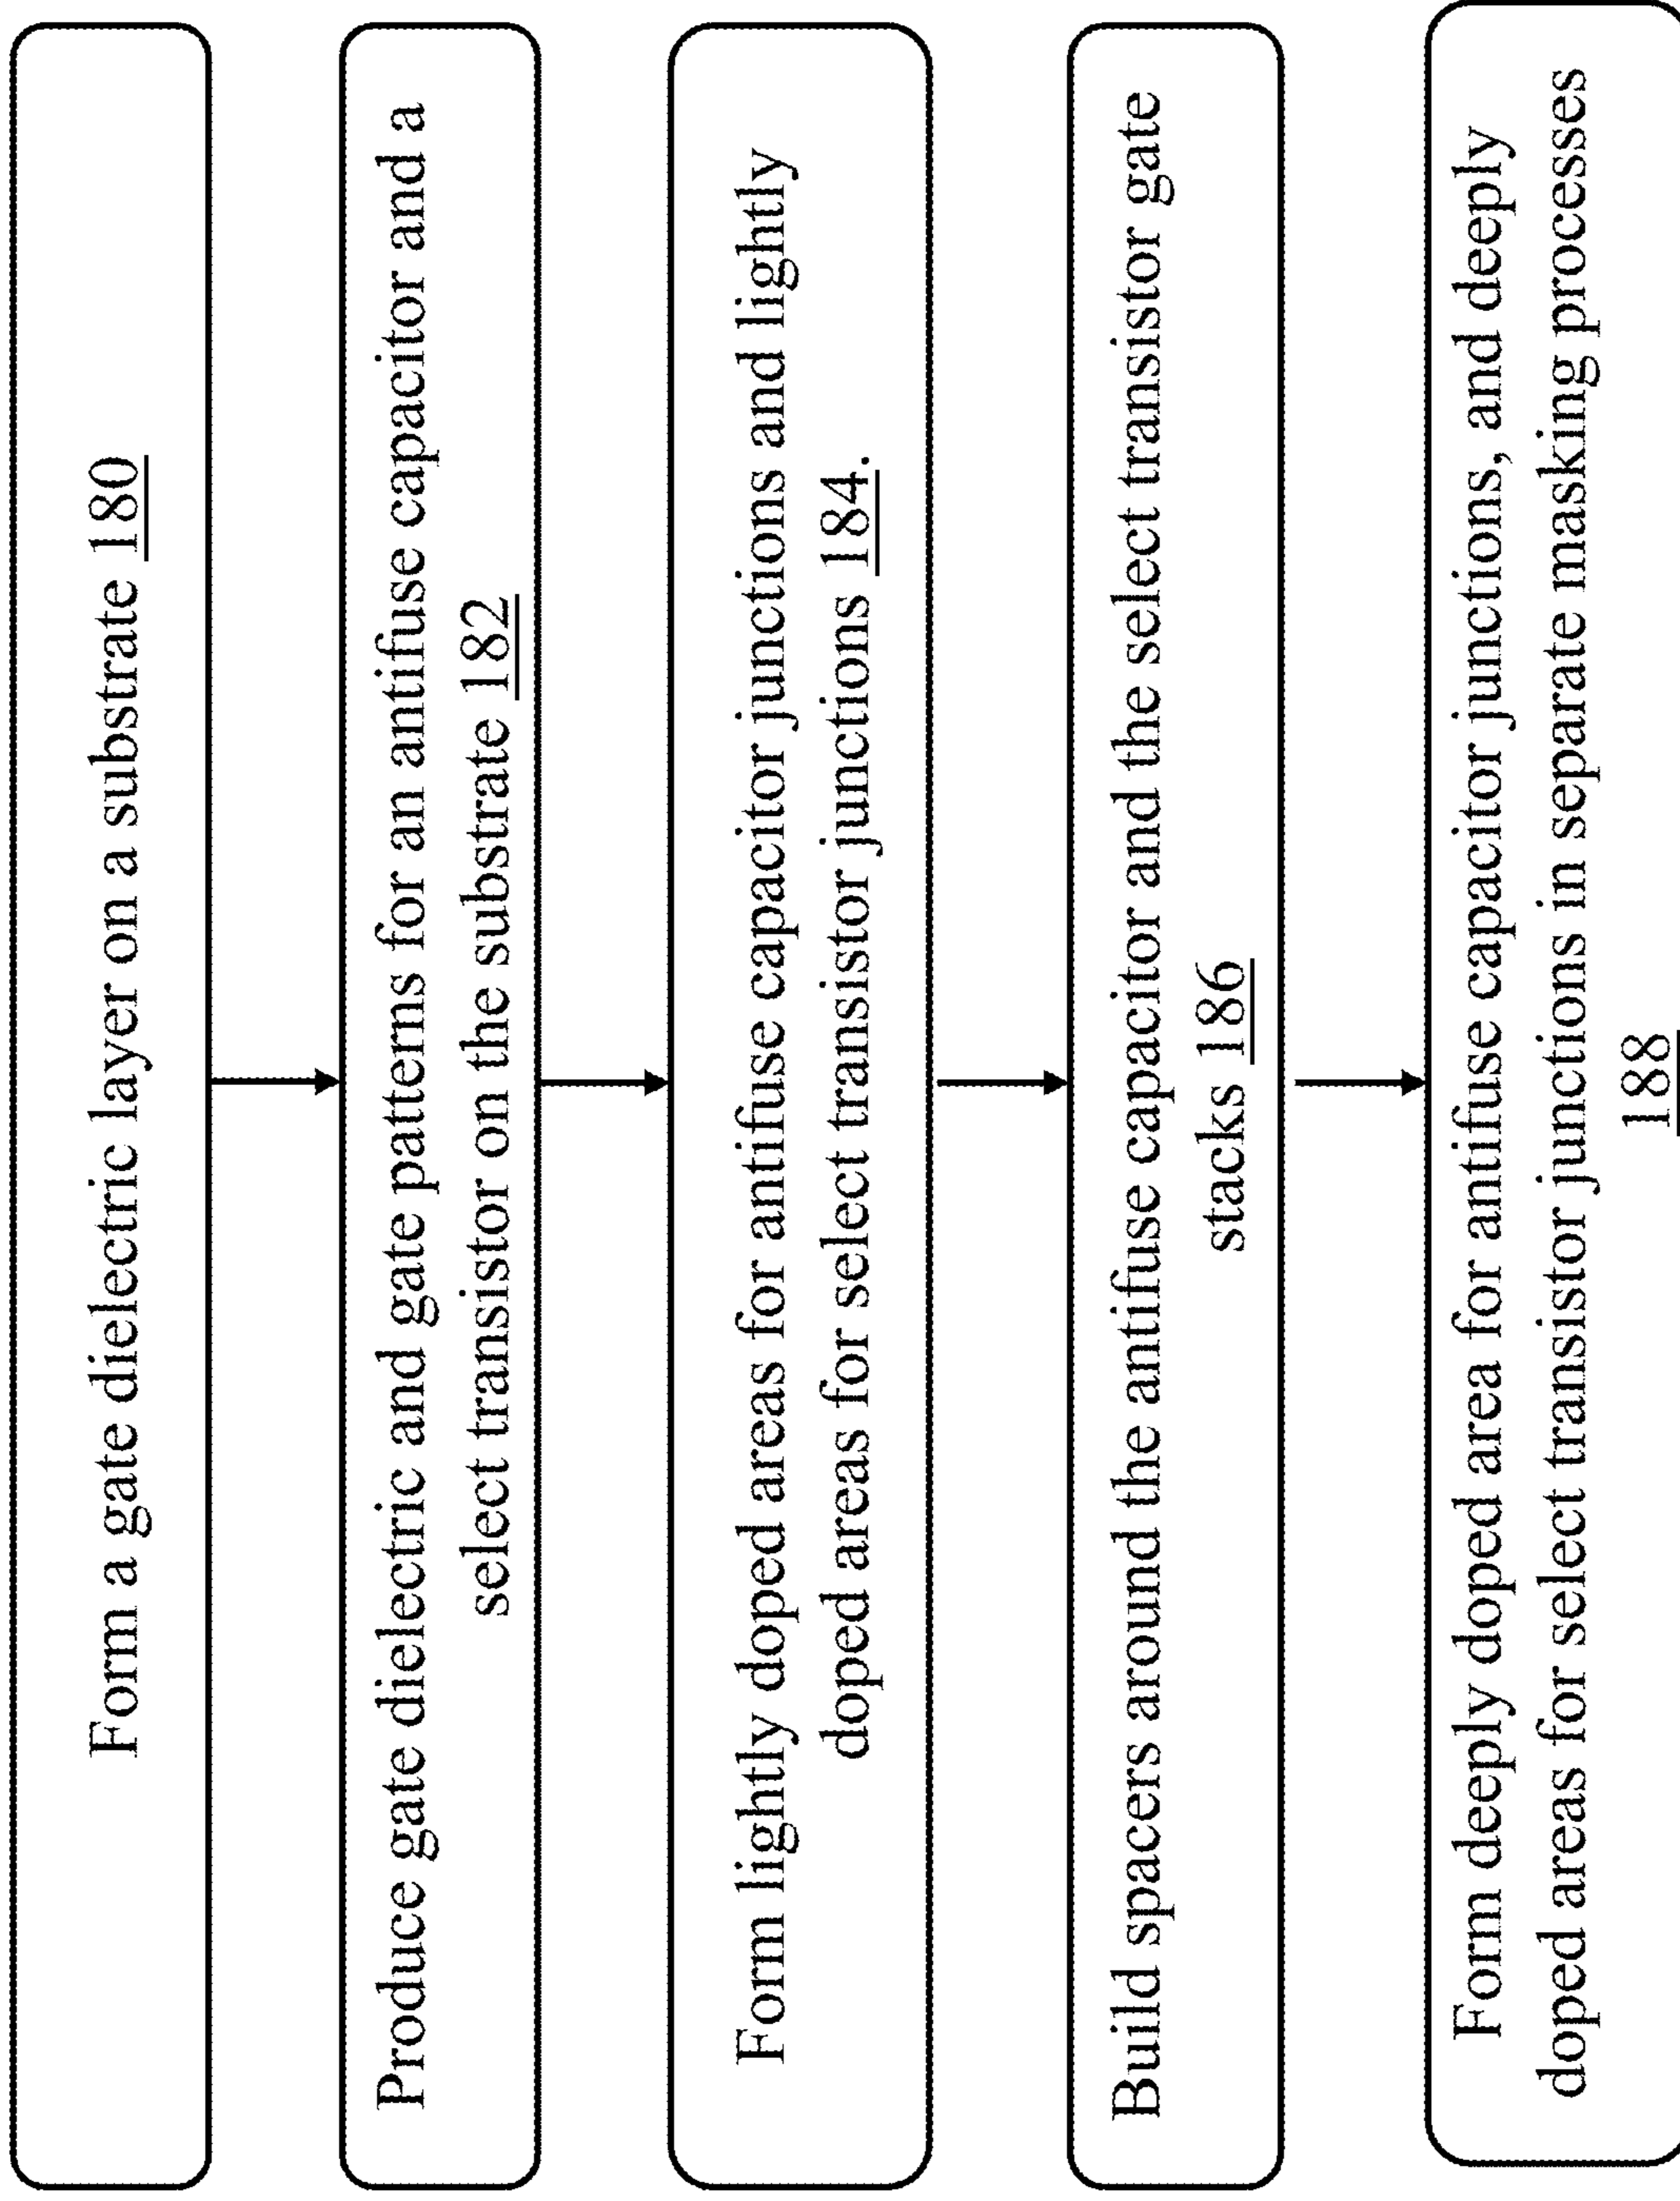 Form a gate dielectric layer on a substrate 180
Produce gate dielectric and gate patterns for an antifuse capacitor and a
select transistor on the substrate 182
Form lightly doped areas for antifuse capacitor junctions and lightly
doped areas for select transistor junctions 184.
Build spacers around the antifuse capacitor and the select transistor gate
stacks 186
Form deeply doped area for antifuse capacitor junctions, and deeply
doped areas for select transistor junctions in separate masking processes
188